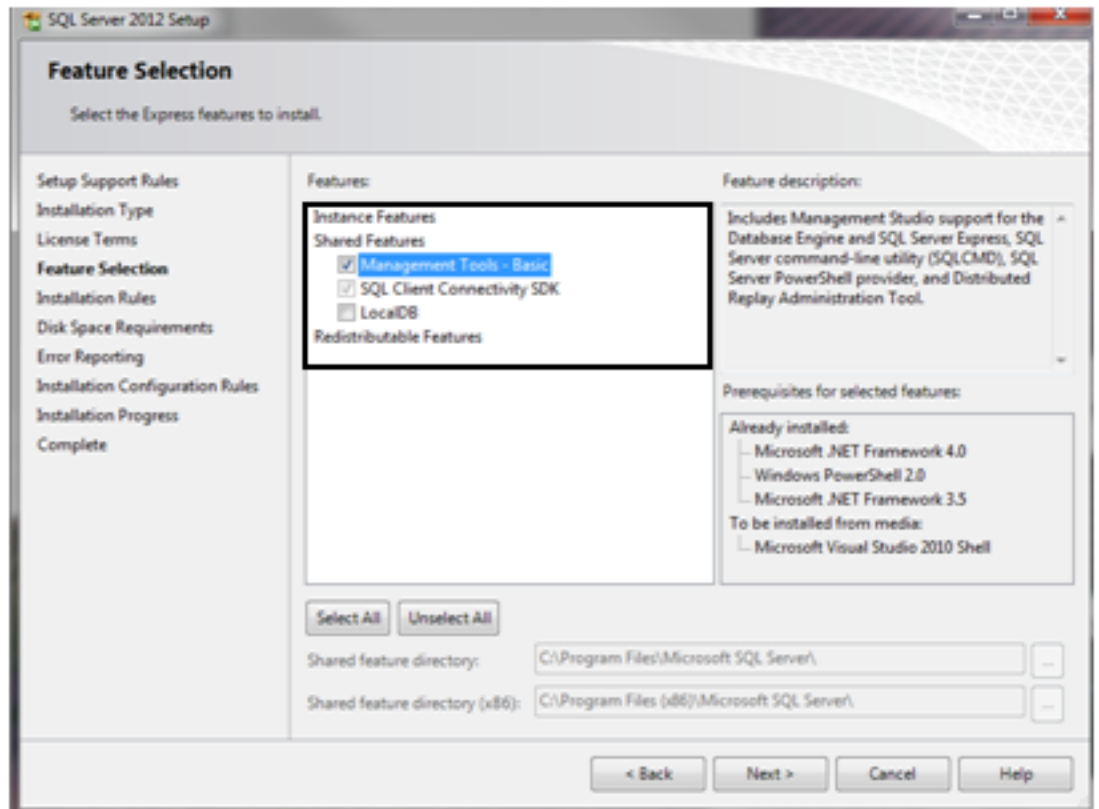 SQL Server 2012 Setup
Feature Selection
Select the Express features to install.
Setup Support Rules
Installation Type
License Terms
Feature Selection
Installation Rules
Disk Space Requirements
Error Reporting
Installation Configuration Rules
Installation Progress
Complete
Features:
Instance Features
Shared Features
Management Tools - Basic
SQL Client Connectivity SDK
LocalDB
Redistributable Features
Feature description:
Includes Management Studio support for the
Database Engine and SQL Server Express, SQL
Server command-line utility (SQLCMD), SQL
Server PowerShell provider, and Distributed
Replay Administration Tool.
Prerequisites for selected features:
Already installed:
Microsoft .NET Framework 4.0
Windows PowerShell 2.0
Microsoft .NET Framework 3.5
To be installed from media:
Microsoft Visual Studio 2010 Shell
Select All
Unselect All
Shared feature directory:
C:\Program Files\Microsoft SQL Server\
...
Shared feature directory (x86):
C:\Program Files (x86)\Microsoft SQL Server\
...
< Back
Next >
Cancel
Help